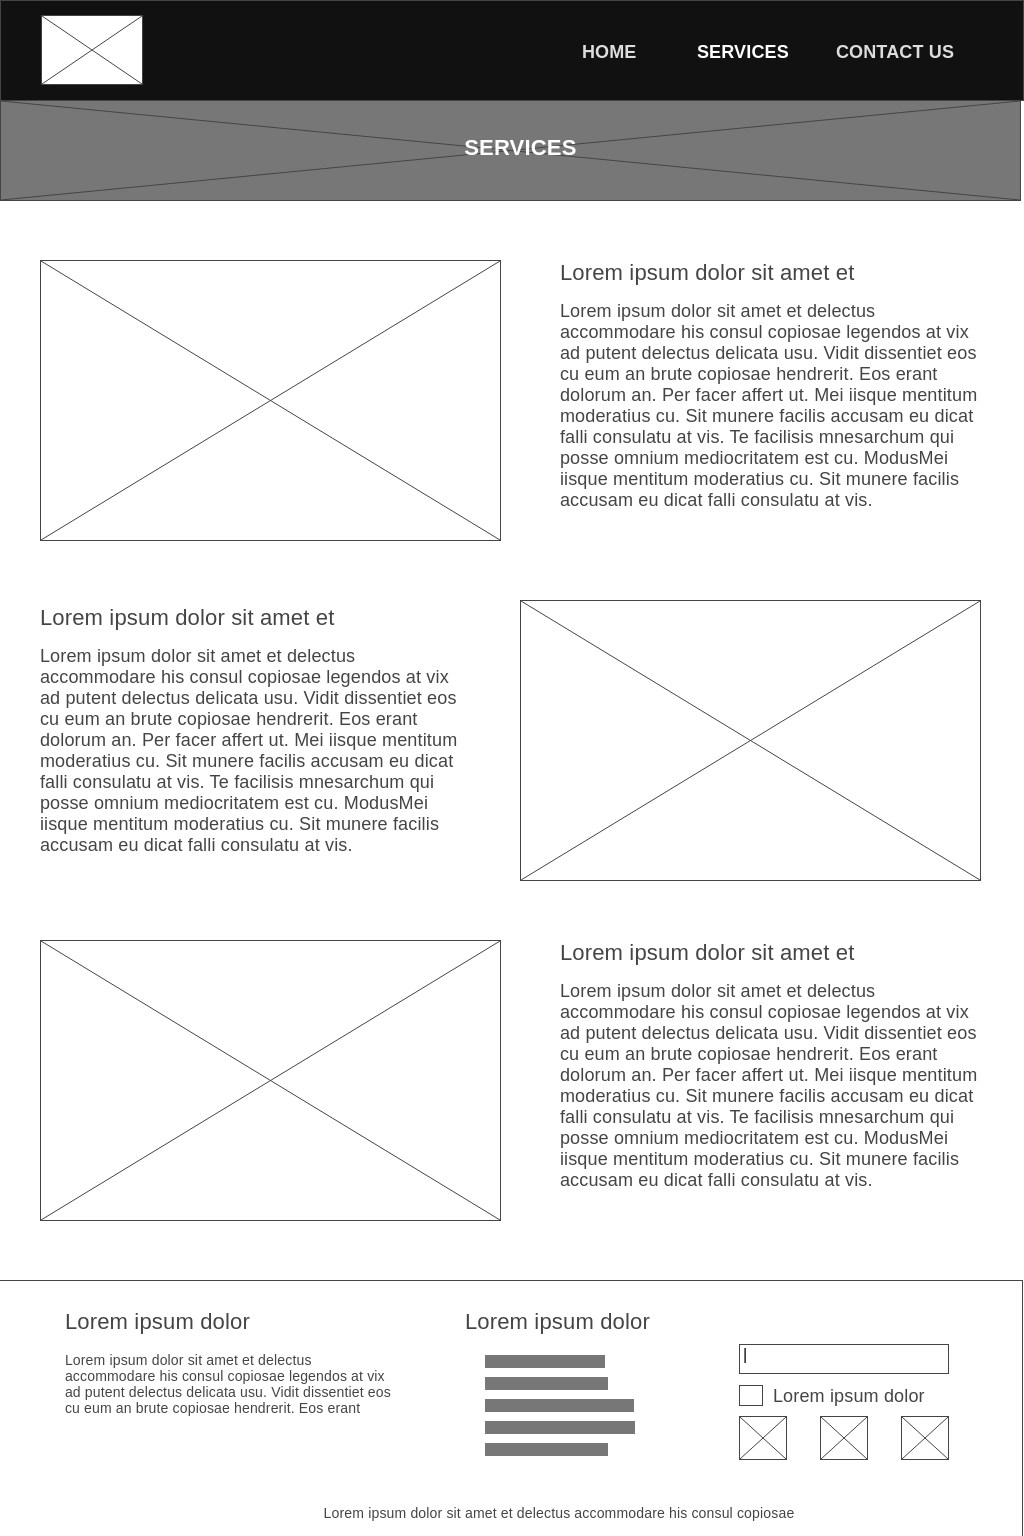 HOME SERVICES CONTACT US
SERVICES
Lorem ipsum dolor sit amet et
Lorem ipsum dolor sit amet et delectus
accommodare his consul copiosae legendos at vix
ad putent delectus delicata usu. Vidit dissentiet eos
cu eum an brute copiosae hendrerit. Eos erant
dolorum an. Per facer affert ut. Mei iisque mentitum
moderatius cu. Sit munere facilis accusam eu dicat
falli consulatu at vis. Te facilisis mnesarchum qui
posse omnium mediocritatem est cu. ModusMei
iisque mentitum moderatius cu. Sit munere facilis
accusam eu dicat falli consulatu at vis.
Lorem ipsum dolor sit amet et
Lorem ipsum dolor sit amet et delectus
accommodare his consul copiosae legendos at vix
ad putent delectus delicata usu. Vidit dissentiet eos
cu eum an brute copiosae hendrerit. Eos erant
dolorum an. Per facer affert ut. Mei iisque mentitum
moderatius cu. Sit munere facilis accusam eu dicat
falli consulatu at vis. Te facilisis mnesarchum qui
posse omnium mediocritatem est cu. ModusMei
iisque mentitum moderatius cu. Sit munere facilis
accusam eu dicat falli consulatu at vis.
Lorem ipsum dolor sit amet et
Lorem ipsum dolor sit amet et delectus
accommodare his consul copiosae legendos at vix
ad putent delectus delicata usu. Vidit dissentiet eos
cu eum an brute copiosae hendrerit. Eos erant
dolorum an. Per facer affert ut. Mei iisque mentitum
moderatius cu. Sit munere facilis accusam eu dicat
falli consulatu at vis. Te facilisis mnesarchum qui
posse omnium mediocritatem est cu. ModusMei
iisque mentitum moderatius cu. Sit munere facilis
accusam eu dicat falli consulatu at vis.
Lorem ipsum dolor
Lorem ipsum dolor sit amet et delectus
accommodare his consul copiosae legendos at vix
ad putent delectus delicata usu. Vidit dissentiet eos
cu eum an brute copiosae hendrerit. Eos erant
Lorem ipsum dolor
Lorem ipsum dolor
Lorem ipsum dolor sit amet et delectus accommodare his consul copiosae